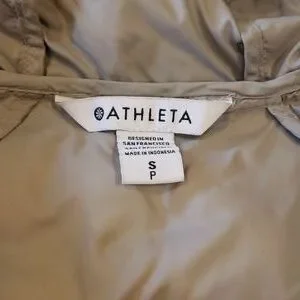 ATHLETA
DESIGNED IN
SAN FRANCISCO
MADE IN INDONESIA
S
P